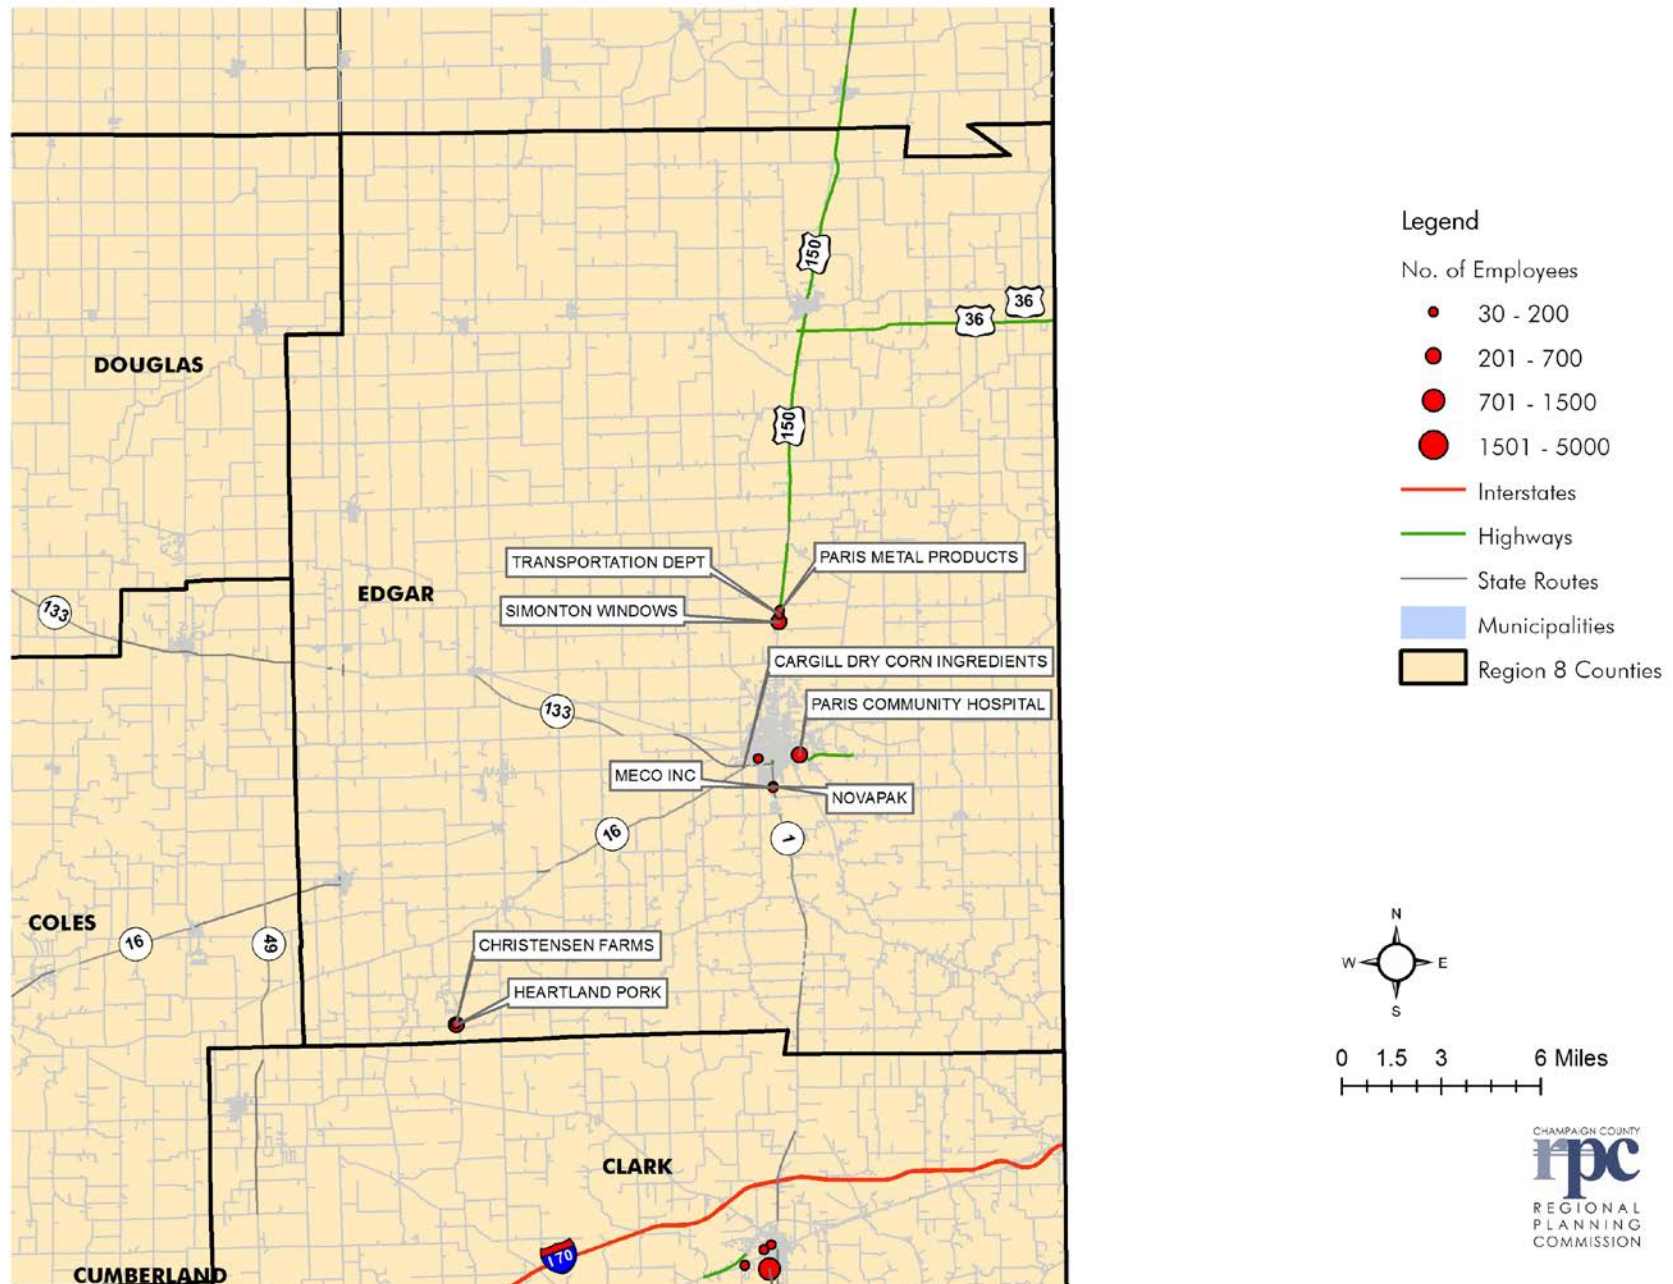 150
36
36
DOUGLAS
150
TRANSPORTATION DEPT
PARIS METAL PRODUCTS
EDGAR
SIMONTON WINDOWS
133
CARGILL DRY CORN INGREDIENTS
PARIS COMMUNITY HOSPITAL
133
MECO INC
NOVAPAK
16
1
COLES
16
49
CHRISTENSEN FARMS
HEARTLAND PORK
CLARK
I 70
CUMBERLAND
Legend
No. of Employees
30 - 200
201 - 700
701 - 1500
1501 - 5000
Interstates
Highways
State Routes
Municipalities
Region 8 Counties
N
W E
S
0 1.5 3 6 Miles
CHAMPAIGN COUNTY
rpc
REGIONAL
PLANNING
COMMISSION